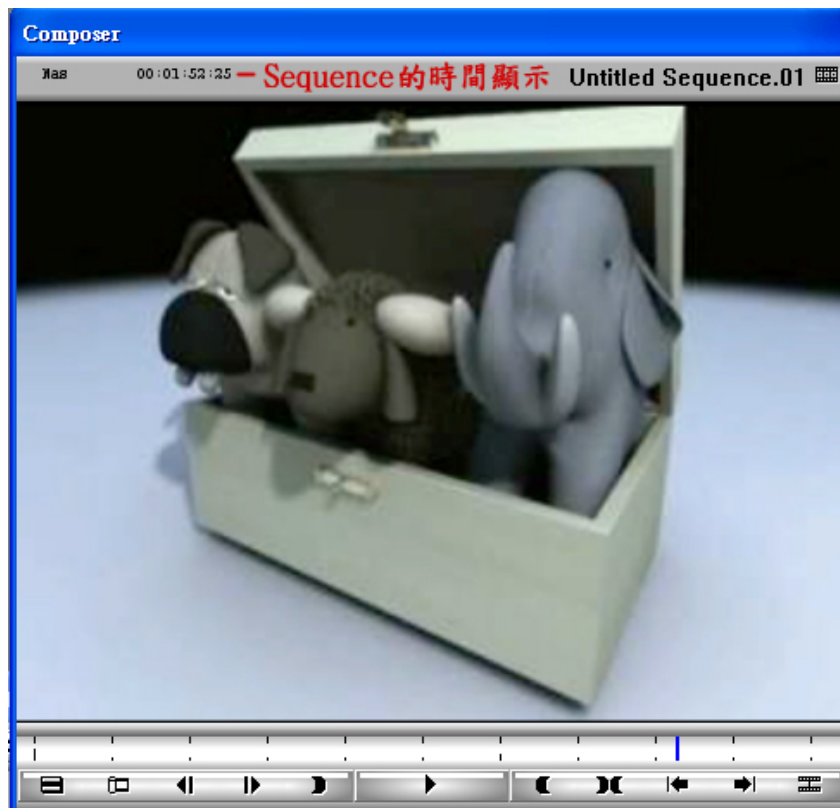 Composer
Mas 00:01:52:25 — Sequence的時間顯示 Untitled Sequence.01